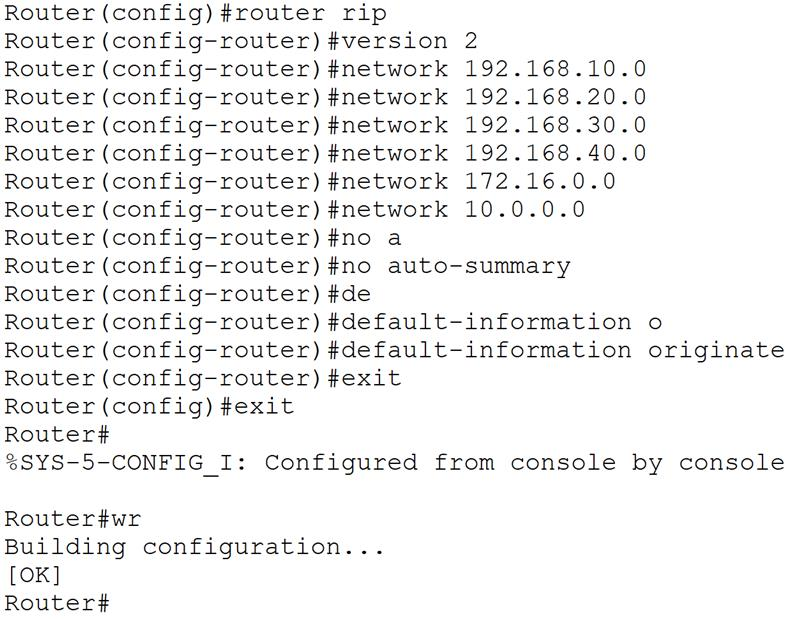 Router(config)#router rip
Router(config-router)#version 2
Router(config-router)#network 192.168.10.0
Router(config-router)#network 192.168.20.0
Router(config-router)#network 192.168.30.0
Router(config-router)#network 192.168.40.0
Router(config-router)#network 172.16.0.0
Router(config-router)#network 10.0.0.0
Router(config-router)#no a
Router(config-router)#no auto-summary
Router(config-router)#de
Router(config-router)#default-information o
Router(config-router)#default-information originate
Router(config-router)#exit
Router(config)#exit
Router#
%SYS-5-CONFIG_I: Configured from console by console
Router#wr
Building configuration...
[OK]
Router#